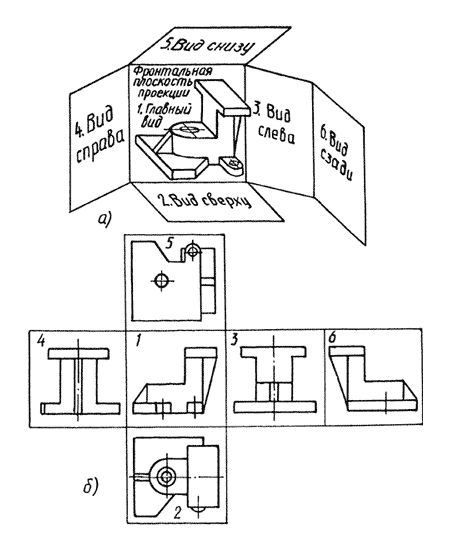 5. Вид снизу
Фронтальная
плоскость
проекции
1. Главный
вид
4. Вид
справа
3. Вид
слева
6. Вид
сзади
2. Вид сверху
а)
5
4
1
3
6
2
б)